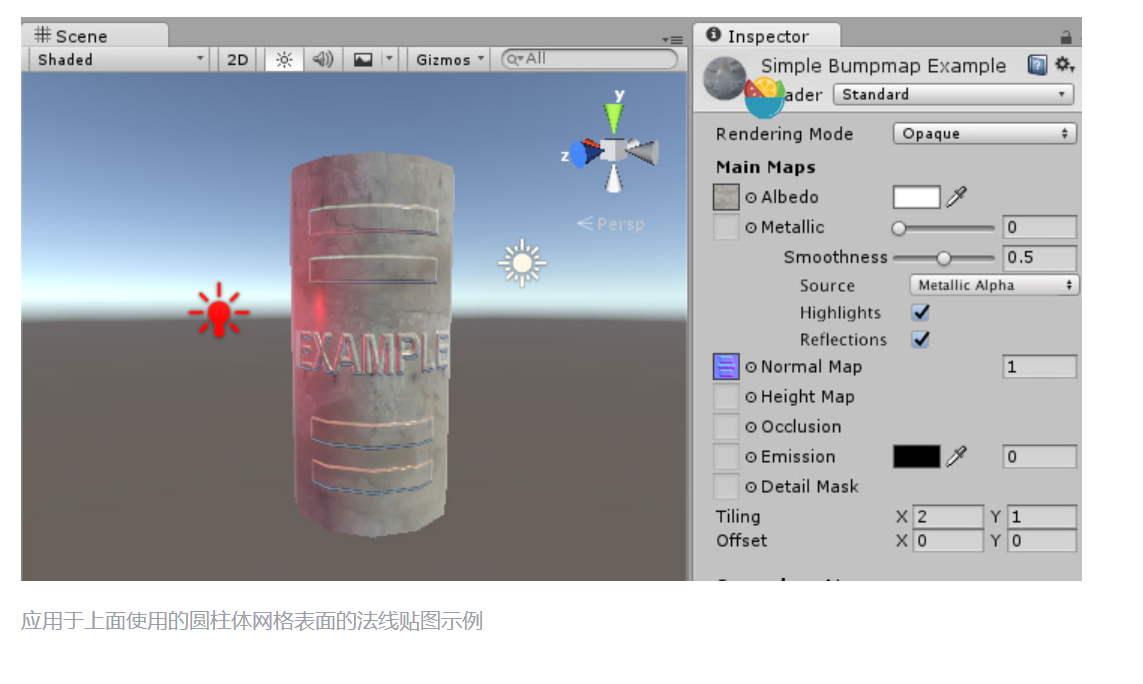 Scene
Shaded
2D
Gizmos
All
y
z
Persp
EXAMPLE
Inspector
Simple Bumpmap Example
ader Standard
Rendering Mode Opaque
Main Maps
Albedo
Metallic 0
Smoothness 0.5
Source Metallic Alpha
Highlights
Reflections
Normal Map 1
Height Map
Occlusion
Emission 0
Detail Mask
Tiling X 2 Y 1
Offset X 0 Y 0
应用于上面使用的圆柱体网格表面的法线贴图示例